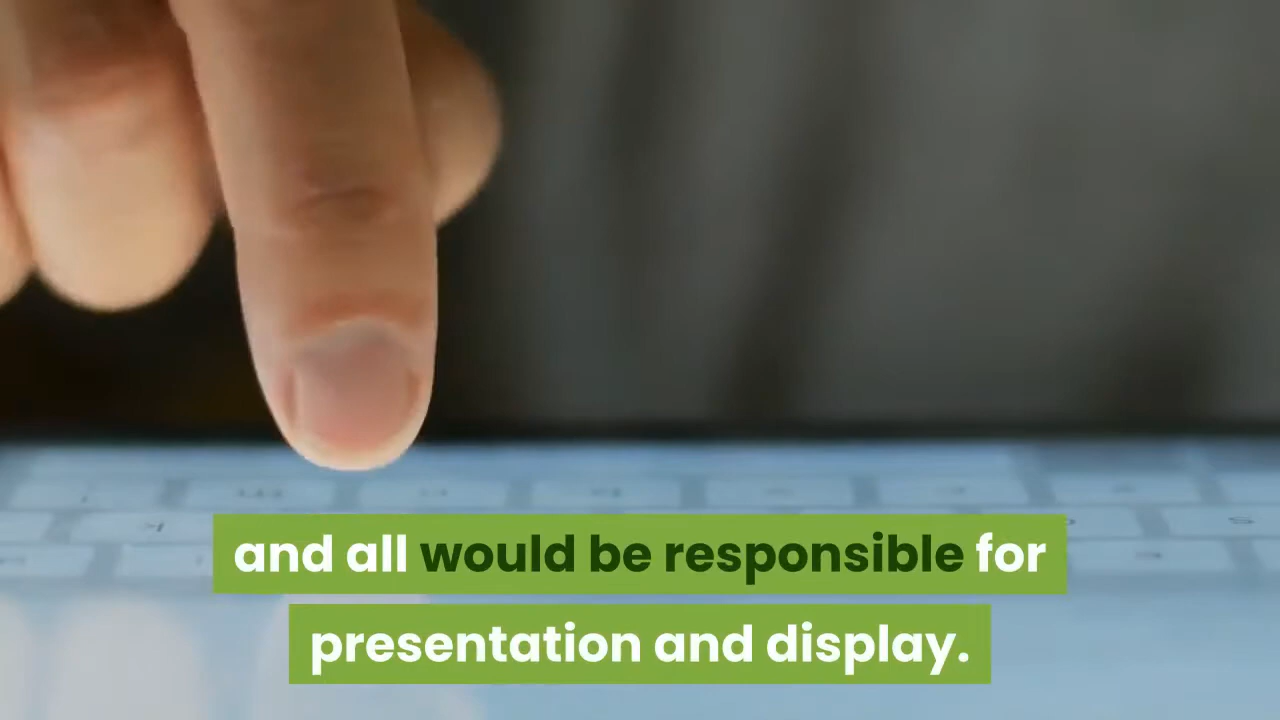 and all would be responsible for
presentation and display.